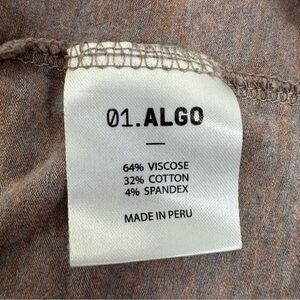 01.ALGO
64% VISCOSE
32% COTTON
4% SPANDEX
MADE IN PERU